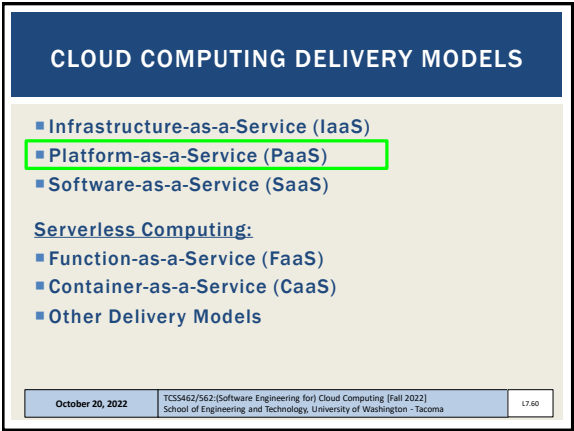 CLOUD COMPUTING DELIVERY MODELS
Infrastructure-as-a-Service (IaaS)
Platform-as-a-Service (PaaS)
Software-as-a-Service (SaaS)
Serverless Computing:
Function-as-a-Service (FaaS)
Container-as-a-Service (CaaS)
Other Delivery Models
October 20, 2022
TCSS462/562:(Software Engineering for) Cloud Computing [Fall 2022]
School of Engineering and Technology, University of Washington - Tacoma
L7.60